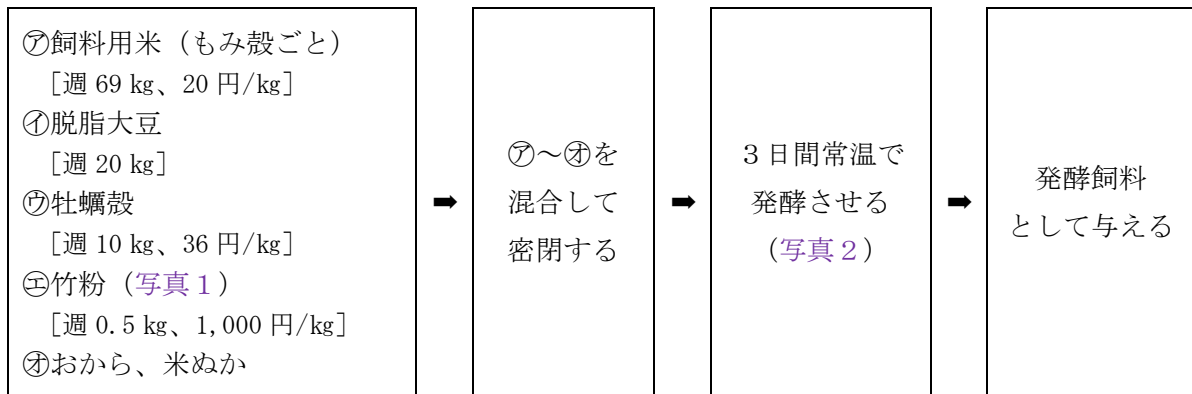 ㋐飼料用米（もみ殻ごと）
［週 69 kg、20 円/kg］
㋑脱脂大豆
［週 20 kg］
㋒牡蠣殻
［週 10 kg、36 円/kg］
㋓竹粉（写真１）
［週 0.5 kg、1,000 円/kg］
㋔おから、米ぬか
➡
㋐～㋔を
混合して
密閉する
➡
３日間常温で
発酵させる
（写真２）
➡
発酵飼料
として与える